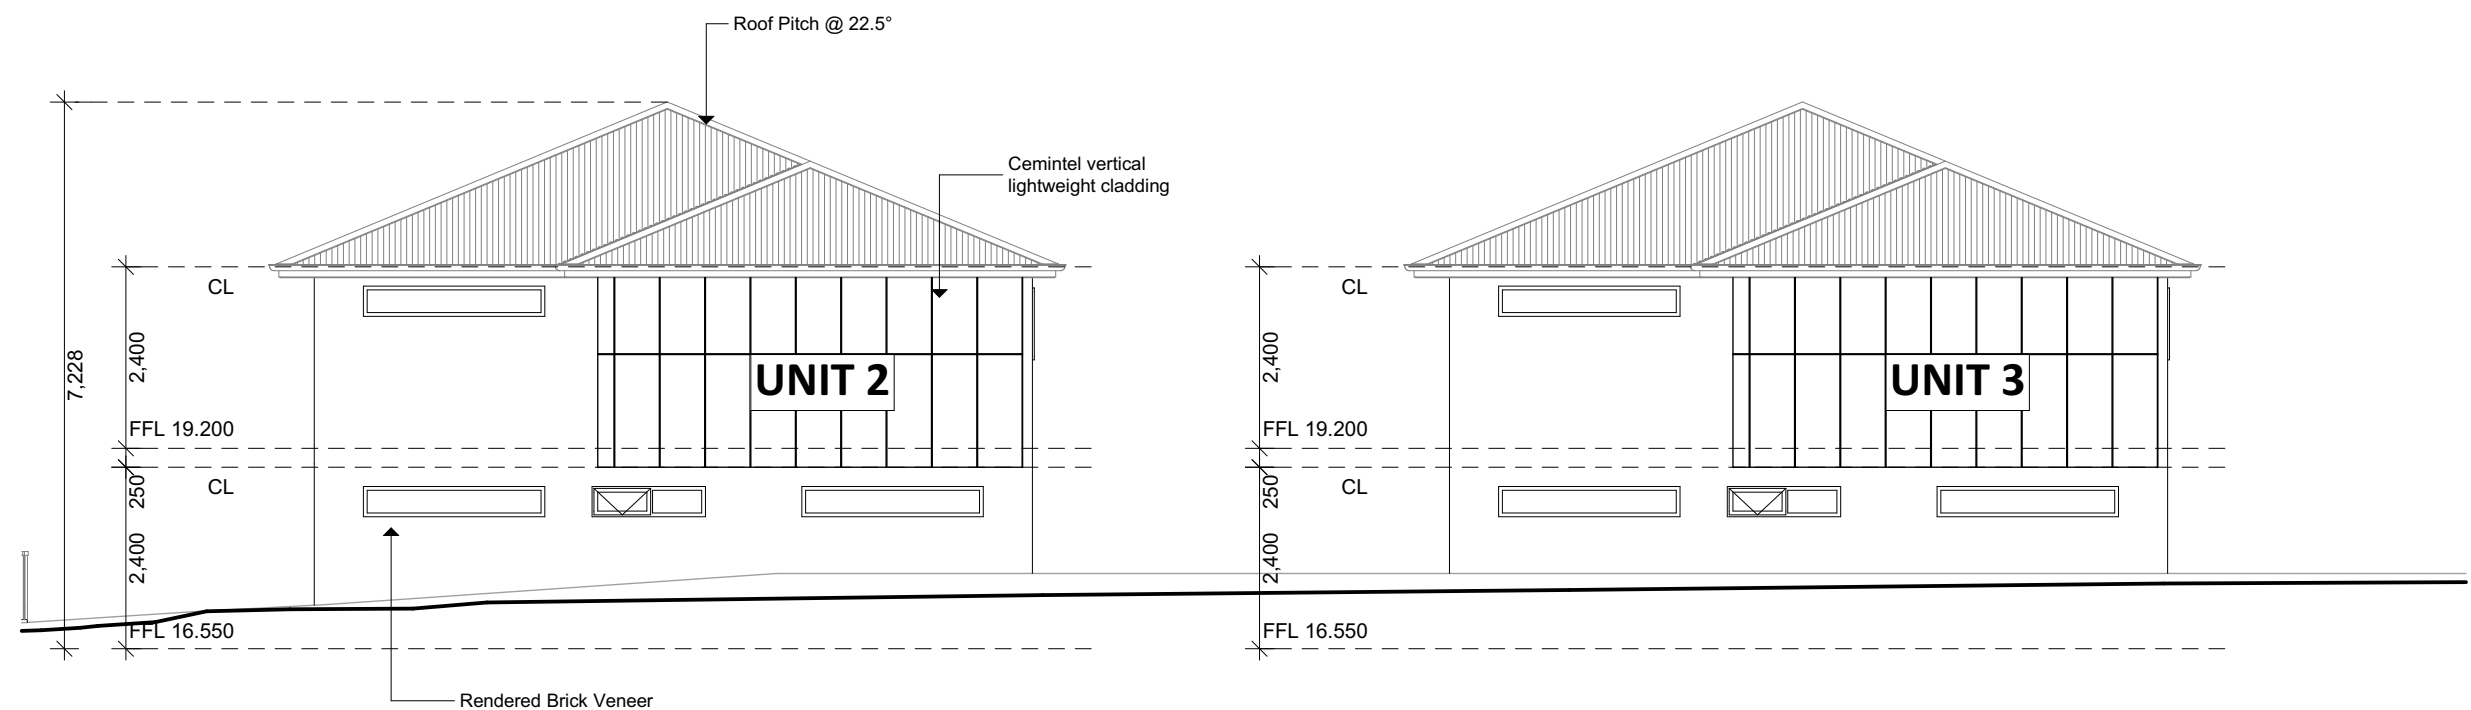 Roof Pitch @ 22.5°
Cemintel vertical
lightweight cladding
7,228
CL
2,400
FFL 19.200
250
CL
2,400
FFL 16.550
UNIT 2
Rendered Brick Veneer
CL
2,400
FFL 19.200
250
CL
2,400
FFL 16.550
UNIT 3